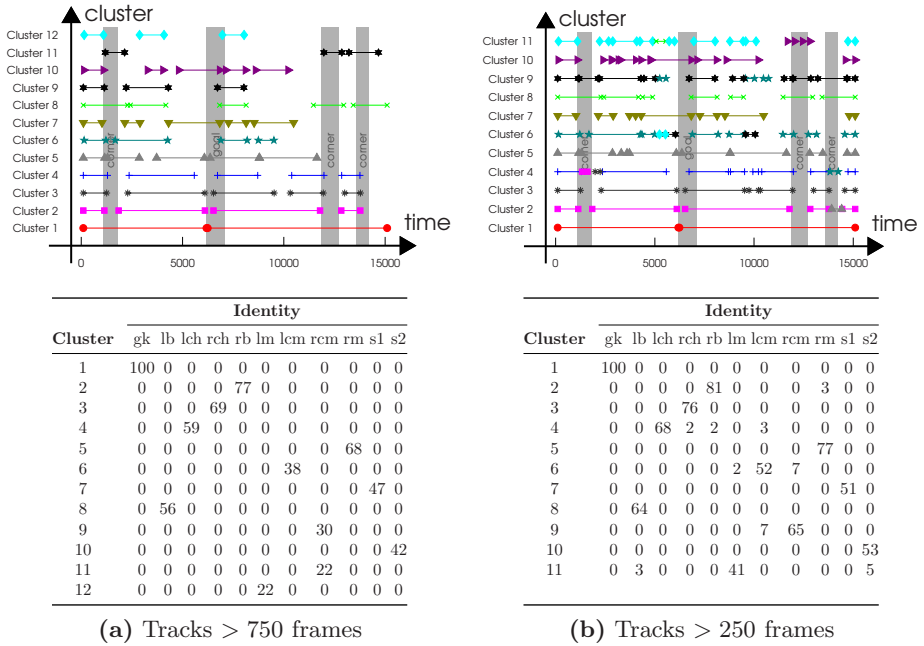 cluster
Cluster 12
Cluster 11
Cluster 10
Cluster 9
Cluster 8
Cluster 7
Cluster 6
Cluster 5
Cluster 4
Cluster 3
Cluster 2
Cluster 1
corner
goal
corner
corner
time
0 5000 10000 15000
Identity
Cluster gk lb lch rch rb lm lcm rcm rm s1 s2
1 100 0 0 0 0 0 0 0 0 0 0
2 0 0 0 0 77 0 0 0 0 0 0
3 0 0 0 69 0 0 0 0 0 0 0
4 0 0 59 0 0 0 0 0 0 0 0
5 0 0 0 0 0 0 0 0 68 0 0
6 0 0 0 0 0 0 38 0 0 0 0
7 0 0 0 0 0 0 0 0 0 47 0
8 0 56 0 0 0 0 0 0 0 0 0
9 0 0 0 0 0 0 0 30 0 0 0
10 0 0 0 0 0 0 0 0 0 0 42
11 0 0 0 0 0 0 0 22 0 0 0
12 0 0 0 0 0 22 0 0 0 0 0
(a) Tracks > 750 frames
cluster
Cluster 11
Cluster 10
Cluster 9
Cluster 8
Cluster 7
Cluster 6
Cluster 5
Cluster 4
Cluster 3
Cluster 2
Cluster 1
corner
goal
corner
corner
time
0 5000 10000 15000
Identity
Cluster gk lb lch rch rb lm lcm rcm rm s1 s2
1 100 0 0 0 0 0 0 0 0 0 0
2 0 0 0 0 81 0 0 0 3 0 0
3 0 0 0 76 0 0 0 0 0 0 0
4 0 0 68 2 2 0 3 0 0 0 0
5 0 0 0 0 0 0 0 0 77 0 0
6 0 0 0 0 0 2 52 7 0 0 0
7 0 0 0 0 0 0 0 0 0 51 0
8 0 64 0 0 0 0 0 0 0 0 0
9 0 0 0 0 0 0 7 65 0 0 0
10 0 0 0 0 0 0 0 0 0 0 53
11 0 3 0 0 0 41 0 0 0 0 5
(b) Tracks > 250 frames